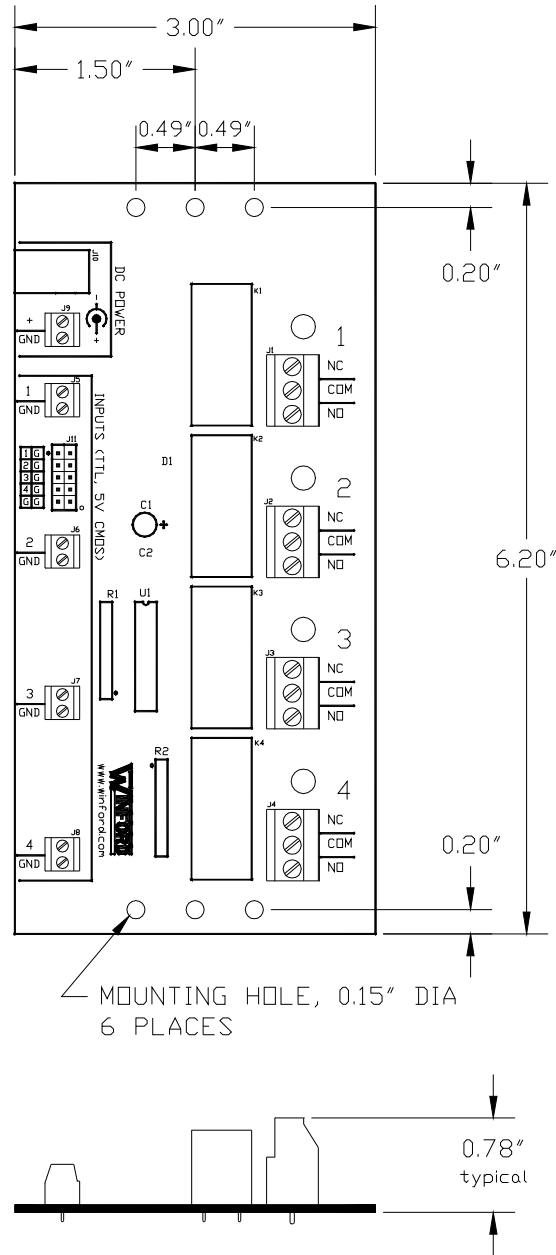 3.00"
1.50"
0.49" 0.49"
0.20"
J10
DC POWER
-
+
J9
+
GND
K1
1
J1
NC
COM
NO
J5
1
GND
INPUTS (TTL, 5V CMOS)
J11
1 G
2 G
3 G
4 G
G G
K2
D1
2
C1
+
C2
J2
NC
COM
NO
J6
2
GND
6.20"
K3
R1
U1
3
J3
NC
COM
NO
J7
3
GND
K4
R2
WINFORD
www.winford.com
4
J4
NC
COM
NO
J8
4
GND
0.20"
MOUNTING HOLE, 0.15" DIA
6 PLACES
0.78"
typical